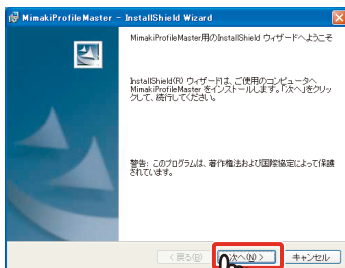 MimakiProfileMaster - InstallShield Wizard
MimakiProfileMaster用のInstallShield ウィザードへようこそ
InstallShield(R) ウィザードは、ご使用のコンピュータへ
MimakiProfileMaster をインストールします。「次へ」をクリッ
クして、続行してください。
警告: このプログラムは、著作権法および国際協定によって保護
されています。
< 戻る(B)
次へ(N) >
キャンセル